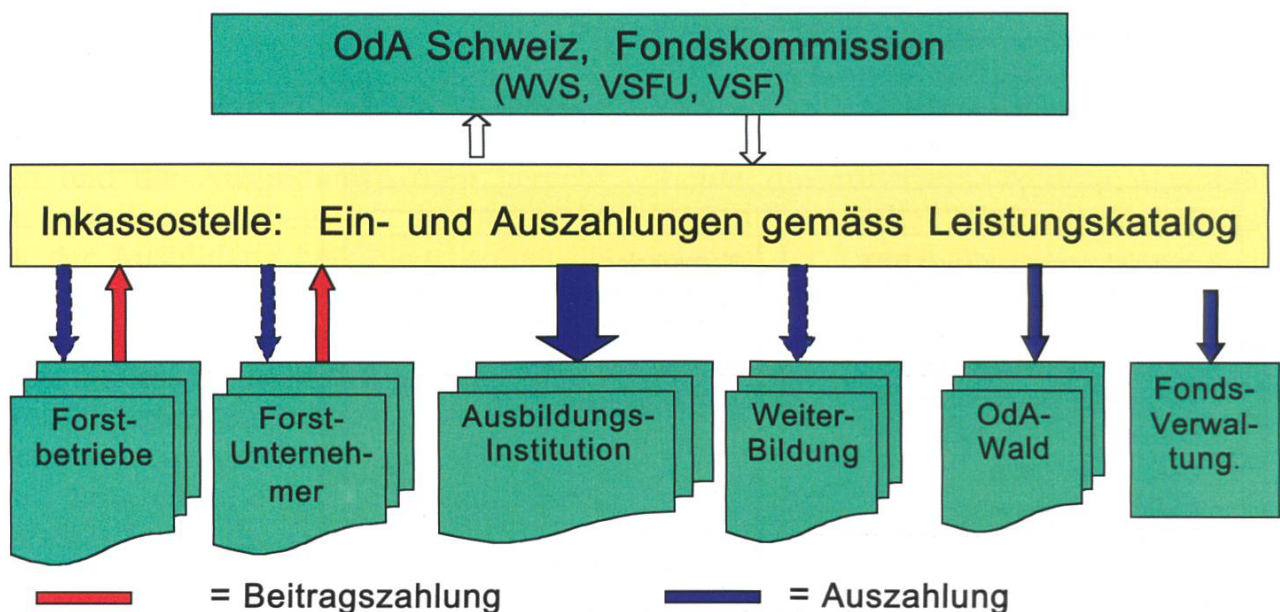 OdA Schweiz, Fondskommission
(WVS, VSFU, VSF)
Inkassostelle: Ein- und Auszahlungen gemäss Leistungskatalog
Forst-
betriebe
Forst-
Unterneh-
mer
Ausbildungs-
Institution
Weiter-
Bildung
OdA-
Wald
Fonds-
Verwal-
tung.
= Beitragszahlung
= Auszahlung